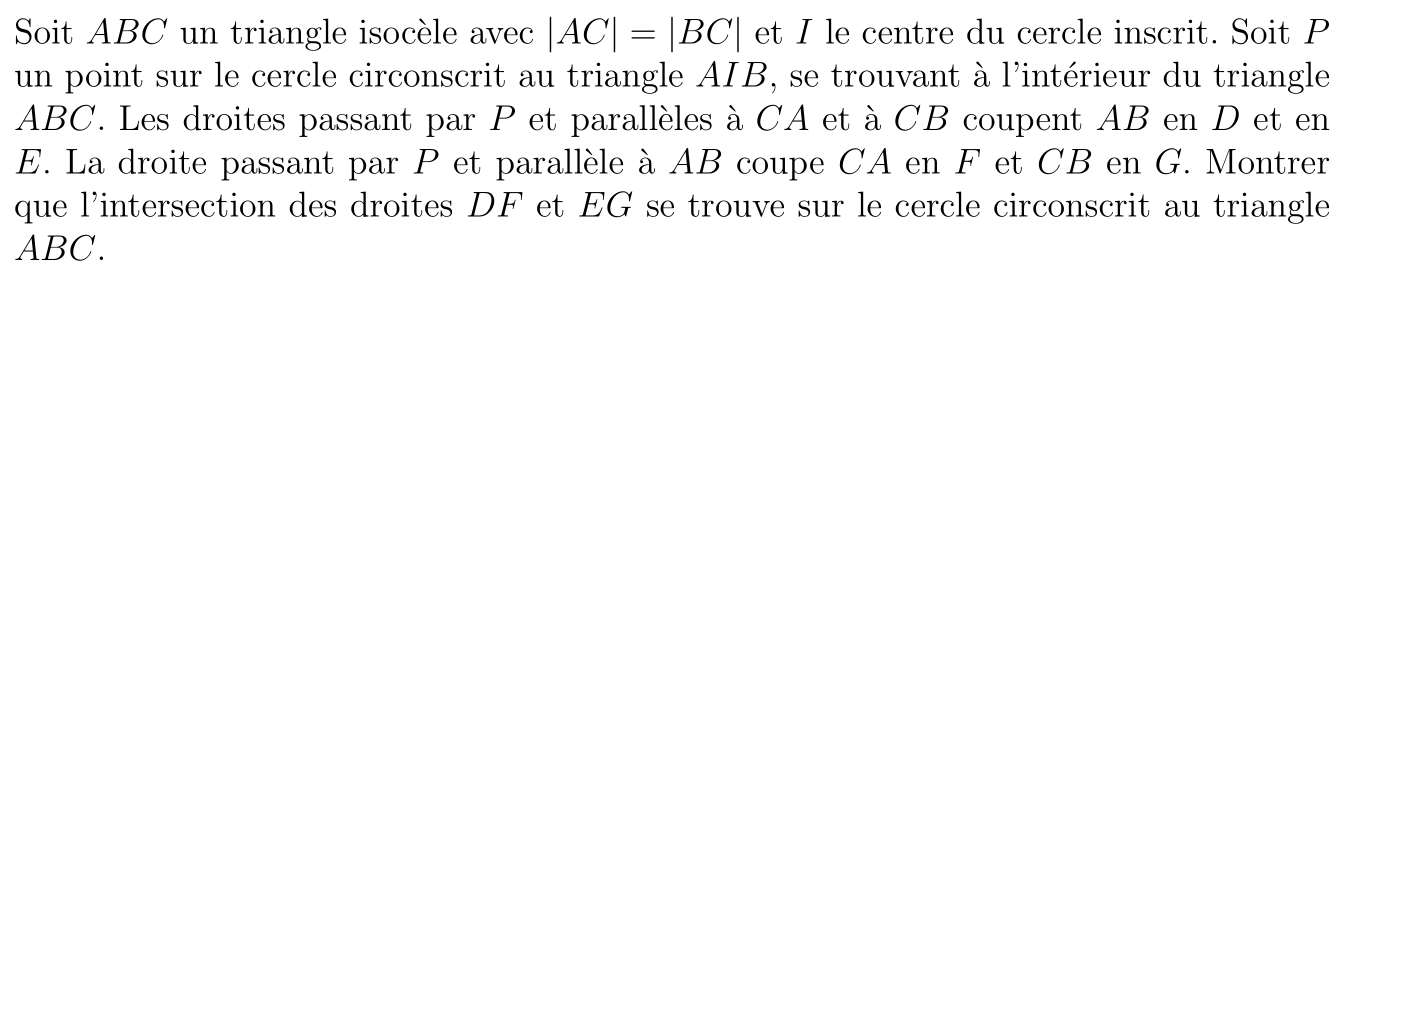 Soit ABC un triangle isocèle avec |AC| = |BC| et I le centre du cercle inscrit. Soit P
un point sur le cercle circonscrit au triangle AIB, se trouvant à l'intérieur du triangle
ABC. Les droites passant par P et parallèles à CA et à CB coupent AB en D et en
E. La droite passant par P et parallèle à AB coupe CA en F et CB en G. Montrer
que l'intersection des droites DF et EG se trouve sur le cercle circonscrit au triangle
ABC.